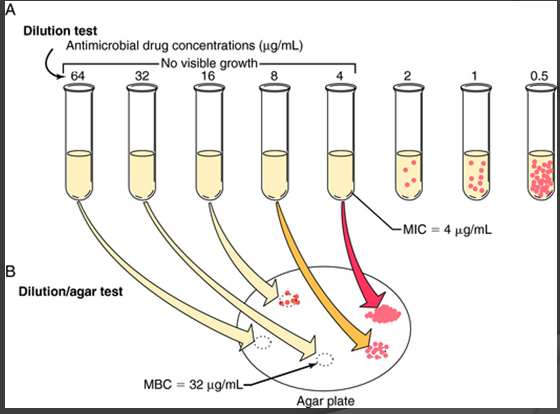 A
Dilution test
Antimicrobial drug concentrations (µg/mL)
No visible growth
64 32 16 8 4 2 1 0.5
MIC = 4 µg/mL
B
Dilution/agar test
MBC = 32 µg/mL
Agar plate